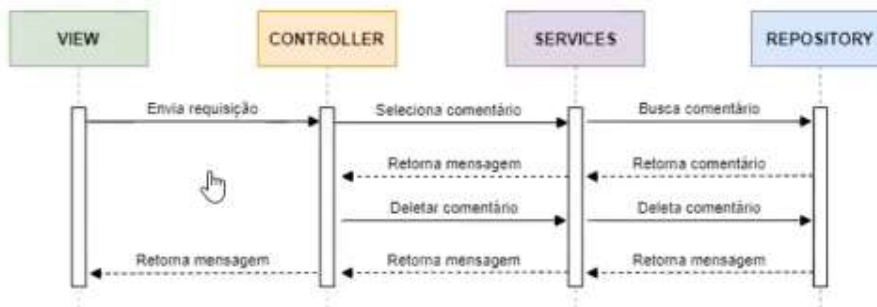 VIEW CONTROLLER SERVICES REPOSITORY
Envia requisição Seleciona comentário Busca comentário
Retorna mensagem Retorna comentário
Deletar comentário Deleta comentário
Retorna mensagem Retorna mensagem Retorna mensagem